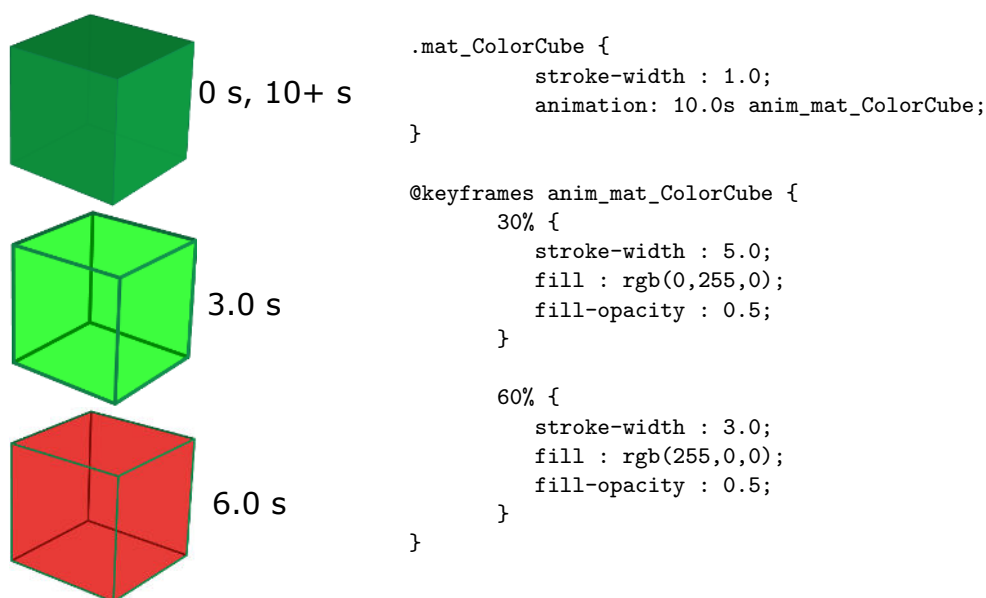 0 s, 10+ s
3.0 s
6.0 s
.mat_ColorCube {
stroke-width : 1.0;
animation: 10.0s anim_mat_ColorCube;
}
@keyframes anim_mat_ColorCube {
30% {
stroke-width : 5.0;
fill : rgb(0,255,0);
fill-opacity : 0.5;
}
60% {
stroke-width : 3.0;
fill : rgb(255,0,0);
fill-opacity : 0.5;
}
}